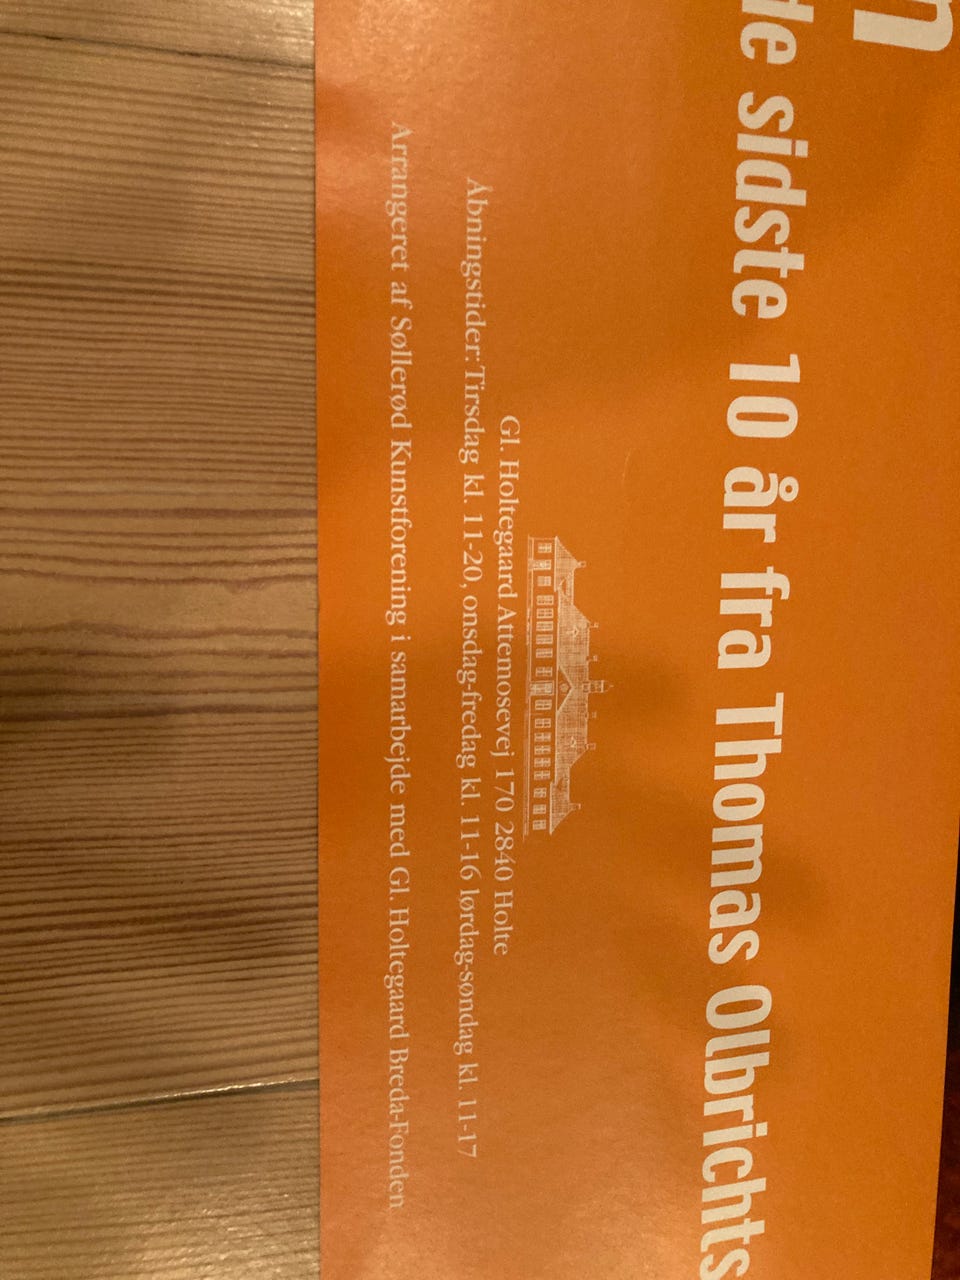 n
de sidste 10 år fra Thomas Olbrichts
Gl. Holtegaard Attemosevej 170 2840 Holte
Åbningstider: Tirsdag kl. 11-20, onsdag-fredag kl. 11-16 lørdag-søndag kl. 11-17
Arrangeret af Søllerød Kunstforening i samarbejde med Gl. Holtegaard Breda-Fonden